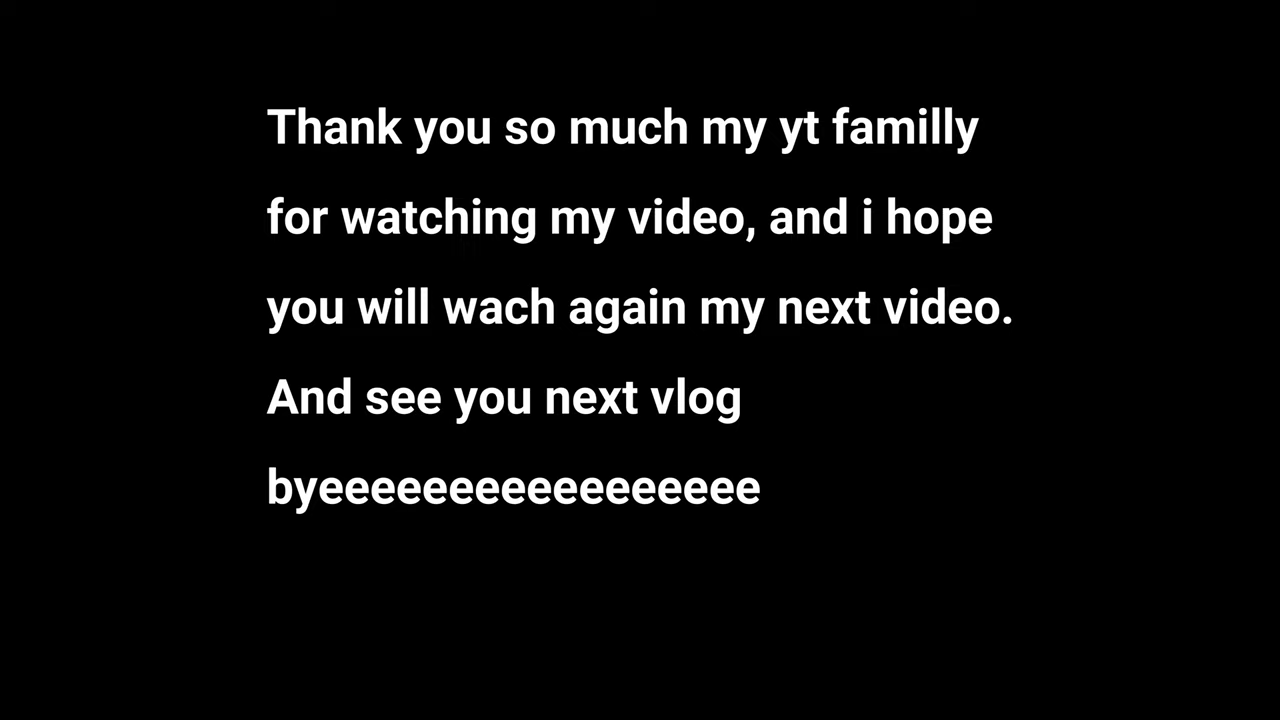 Thank you so much my yt familly
for watching my video, and i hope
you will wach again my next video.
And see you next vlog
byeeeeeeeeeeeeeeeee